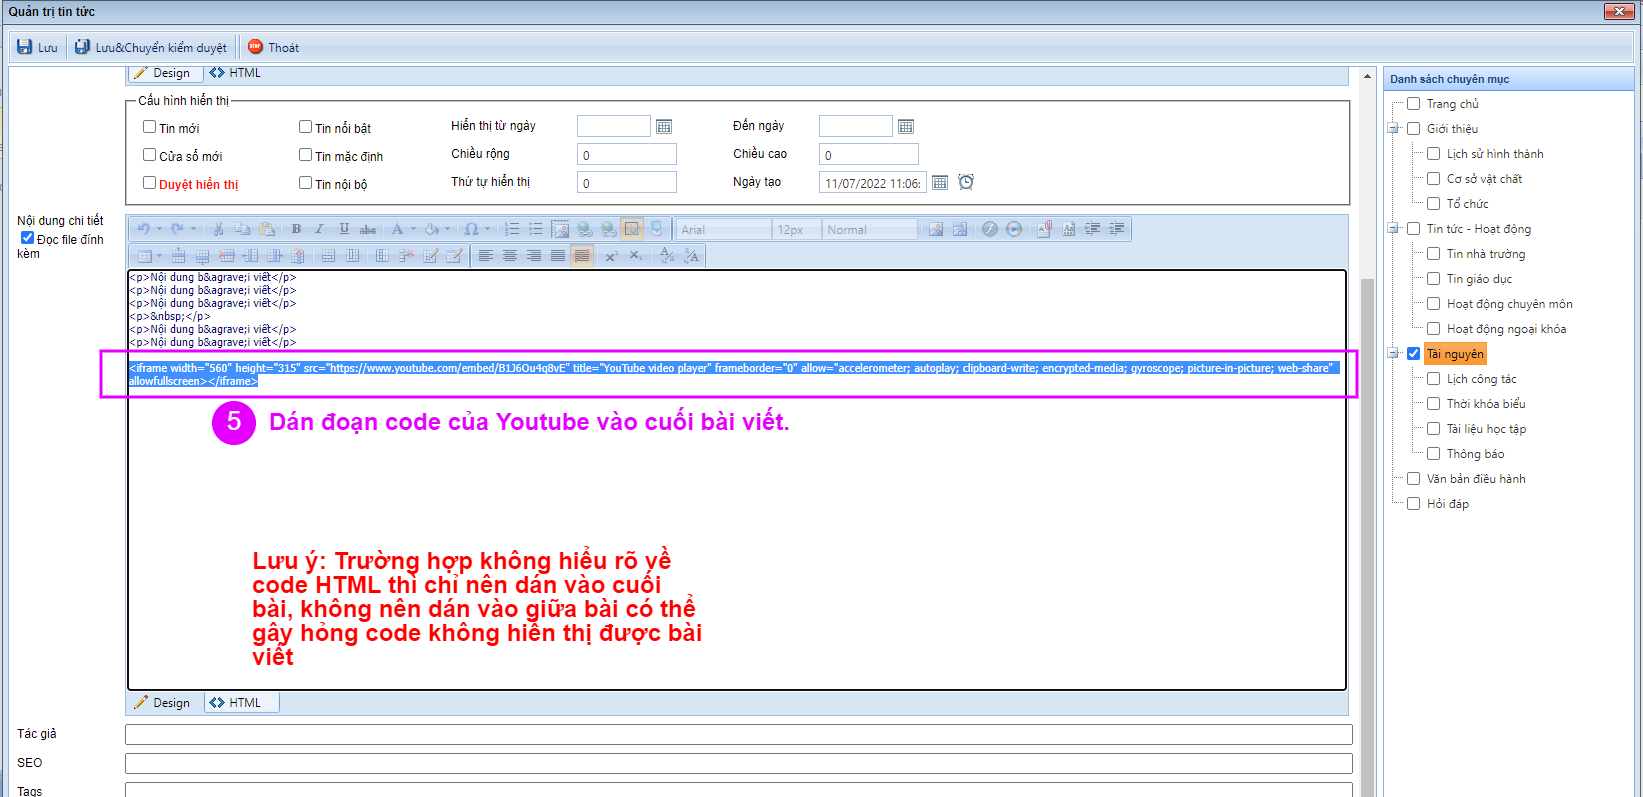 Quản trị tin tức
Lưu Lưu&Chuyển kiểm duyệt STOP Thoát
Design HTML
Cấu hình hiển thị
Tin mới Tin nổi bật Hiển thị từ ngày Đến ngày
Cửa sổ mới Tin mặc định Chiều rộng 0 Chiều cao 0
Duyệt hiển thị Tin nội bộ Thứ tự hiển thị 0 Ngày tạo 11/07/2022 11:06:
Nội dung chi tiết
Đọc file đính
kèm
B I U abc A Ω Arial 12px Normal
<p>Nội dung b&agrave;i viết</p>
<p>Nội dung b&agrave;i viết</p>
<p>Nội dung b&agrave;i viết</p>
<p>&nbsp;</p>
<p>Nội dung b&agrave;i viết</p>
<p>Nội dung b&agrave;i viết</p>
<iframe width="560" height="315" src="https://www.youtube.com/embed/B1J6Ou4q8vE" title="YouTube video player" frameborder="0" allow="accelerometer; autoplay; clipboard-write; encrypted-media; gyroscope; picture-in-picture; web-share"
allowfullscreen></iframe>
5 Dán đoạn code của Youtube vào cuối bài viết.
Lưu ý: Trường hợp không hiểu rõ về
code HTML thì chỉ nên dán vào cuối
bài, không nên dán vào giữa bài có thể
gây hỏng code không hiển thị được bài
viết
Design HTML
Tác giả
SEO
Tags
Danh sách chuyên mục
Trang chủ
Giới thiệu
Lịch sử hình thành
Cơ sở vật chất
Tổ chức
Tin tức - Hoạt động
Tin nhà trường
Tin giáo dục
Hoạt động chuyên môn
Hoạt động ngoại khóa
Tài nguyên
Lịch công tác
Thời khóa biểu
Tài liệu học tập
Thông báo
Văn bản điều hành
Hỏi đáp